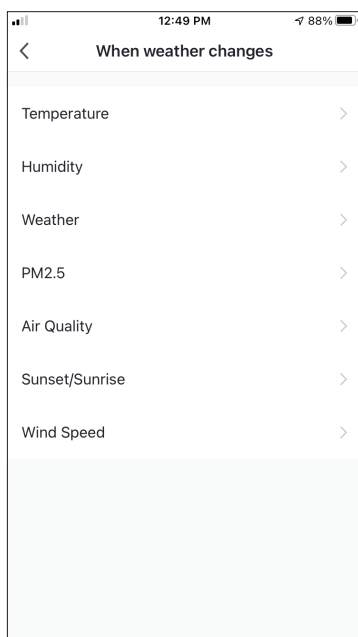 12:49 PM 88%
When weather changes
Temperature
Humidity
Weather
PM2.5
Air Quality
Sunset/Sunrise
Wind Speed